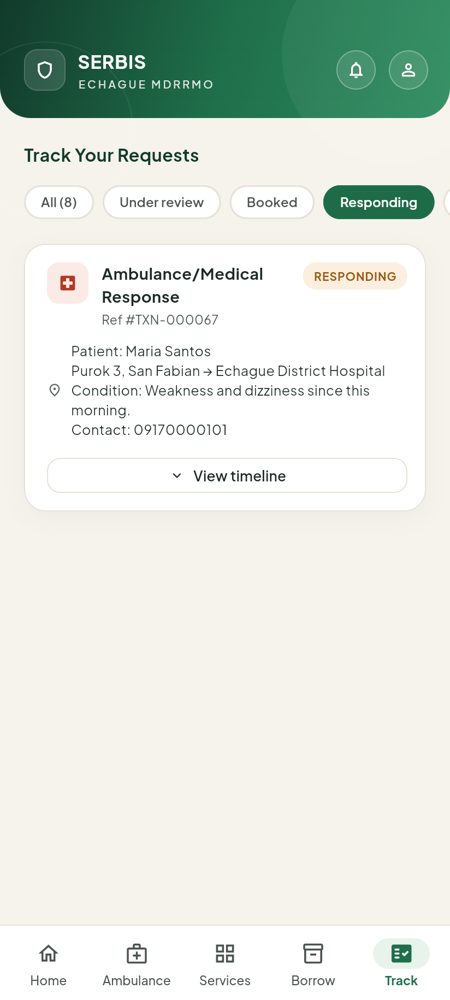 SERBIS
ECHAGUE MDRRMO
Track Your Requests
All (8)
Under review
Booked
Responding
Ambulance/Medical
Response
RESPONDING
Ref #TXN-000067
Patient: Maria Santos
Purok 3, San Fabian → Echague District Hospital
Condition: Weakness and dizziness since this
morning.
Contact: 09170000101
View timeline
Home
Ambulance
Services
Borrow
Track